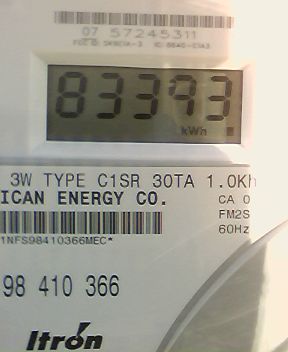 07 57245311
83393
kWh
3W TYPE C1SR 30TA 1.0Kh
ICAN ENERGY CO.
CA 0
FM2S
60Hz
1NFS98410366MEC*
98 410 366
Itron